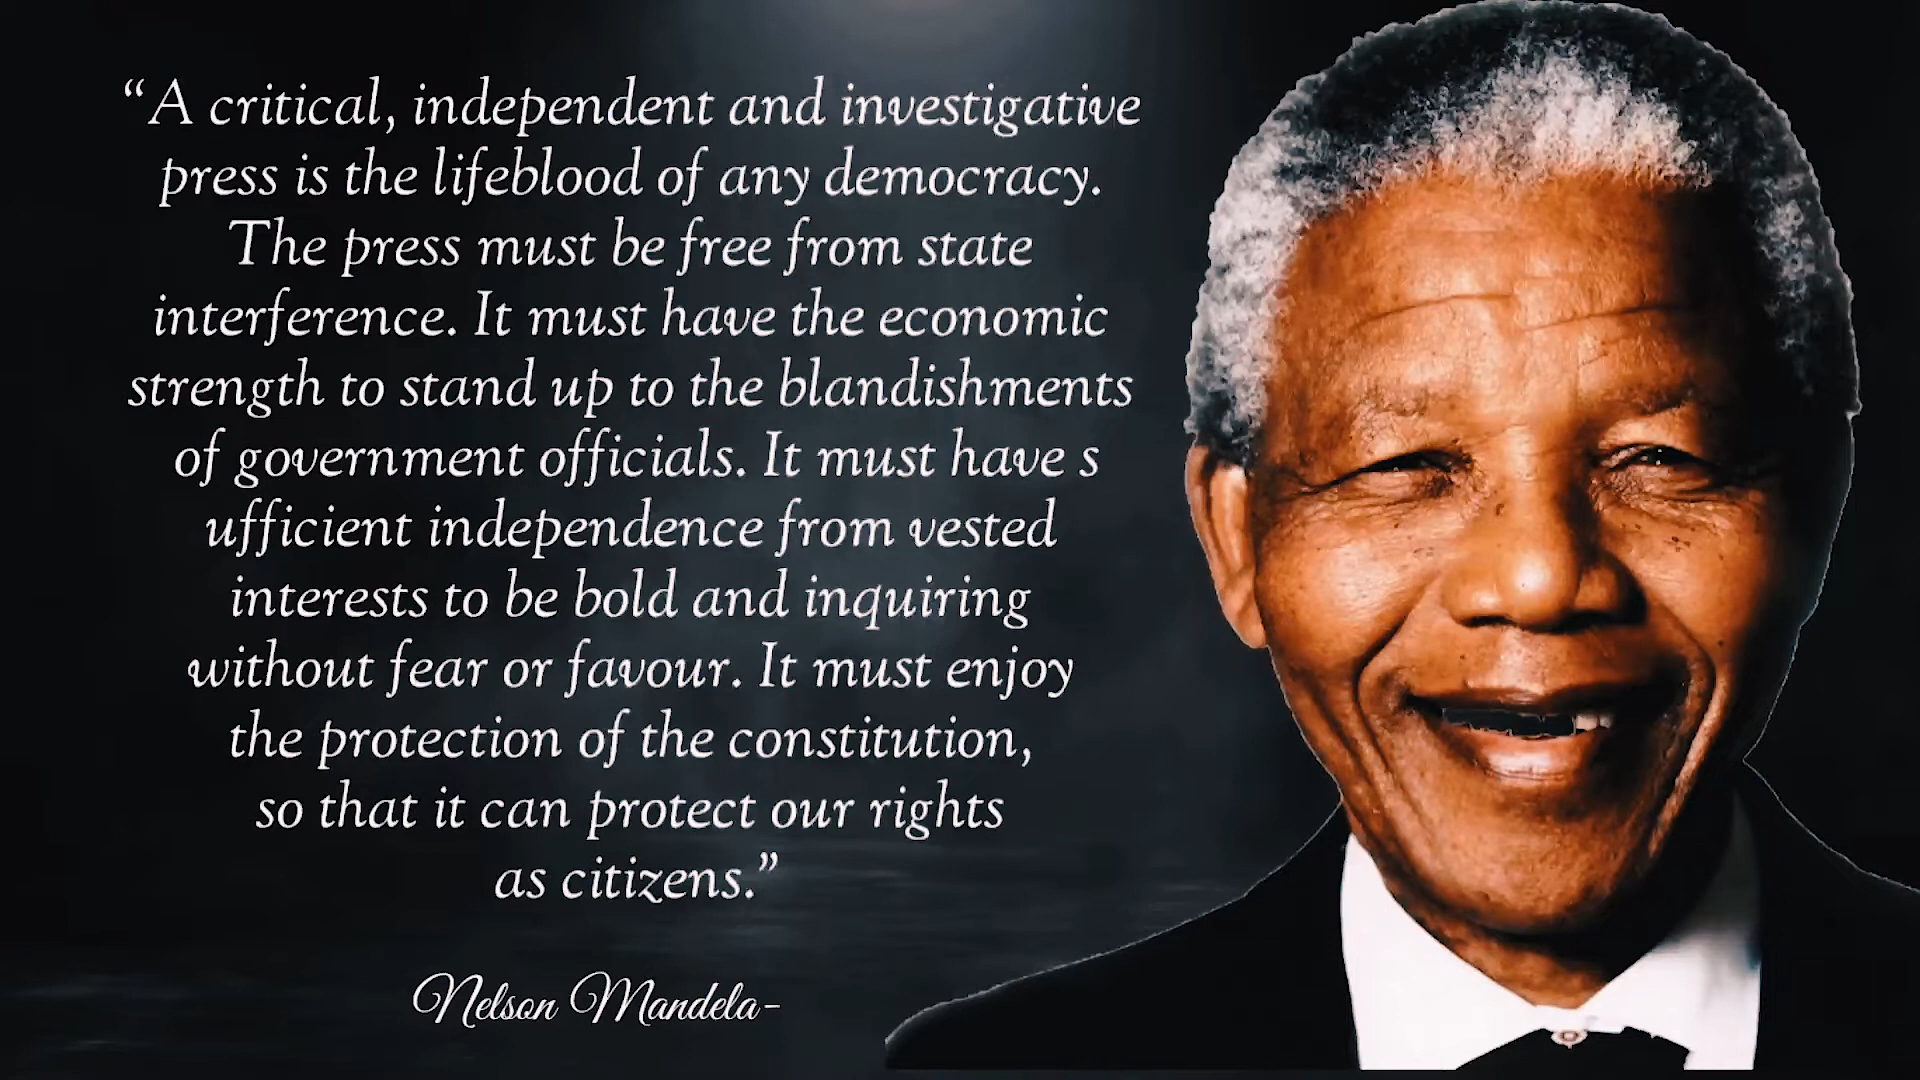 “A critical, independent and investigative
press is the lifeblood of any democracy.
The press must be free from state
interference. It must have the economic
strength to stand up to the blandishments
of government officials. It must have s
ufficient independence from vested
interests to be bold and inquiring
without fear or favour. It must enjoy
the protection of the constitution,
so that it can protect our rights
as citizens.”
Nelson Mandela-